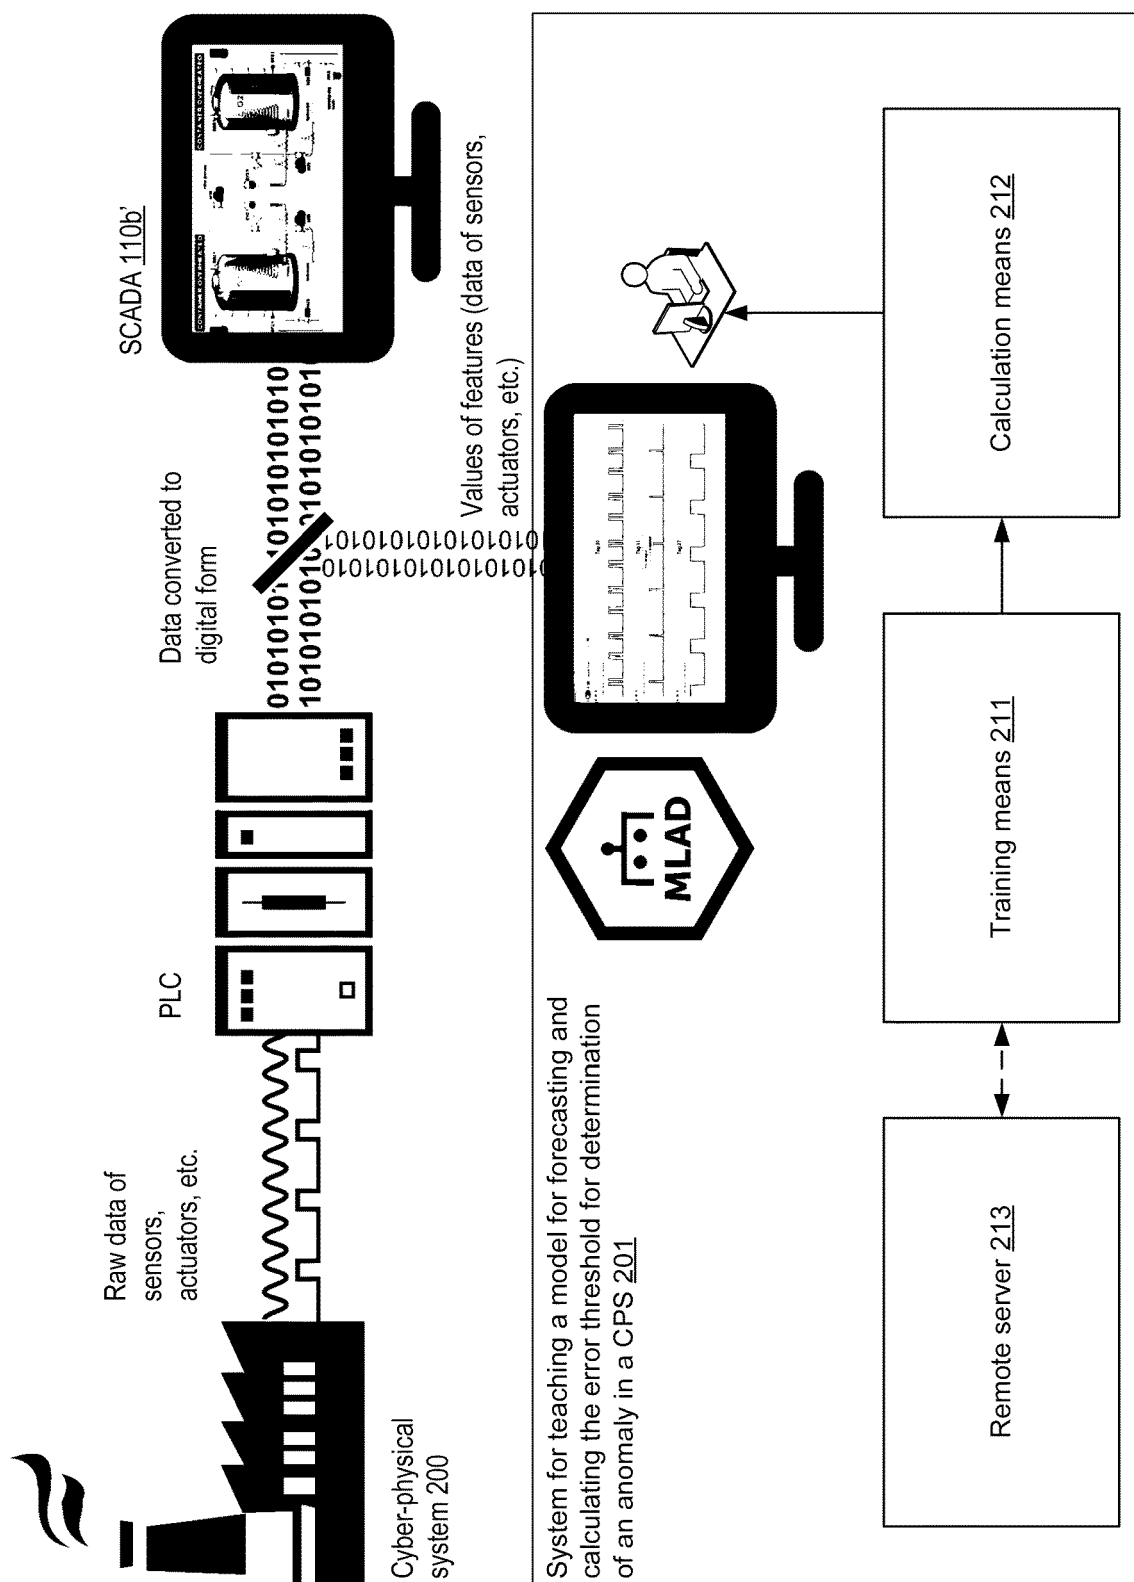 Raw data of
sensors,
actuators, etc.
PLC
Data converted to
digital form
SCADA 110b'
01010101010101010101010
10101010101010101010101
Cyber-physical
system 200
Values of features (data of sensors,
actuators, etc.)
System for teaching a model for forecasting and
calculating the error threshold for determination
of an anomaly in a CPS 201
MLAD
Remote server 213
Training means 211
Calculation means 212